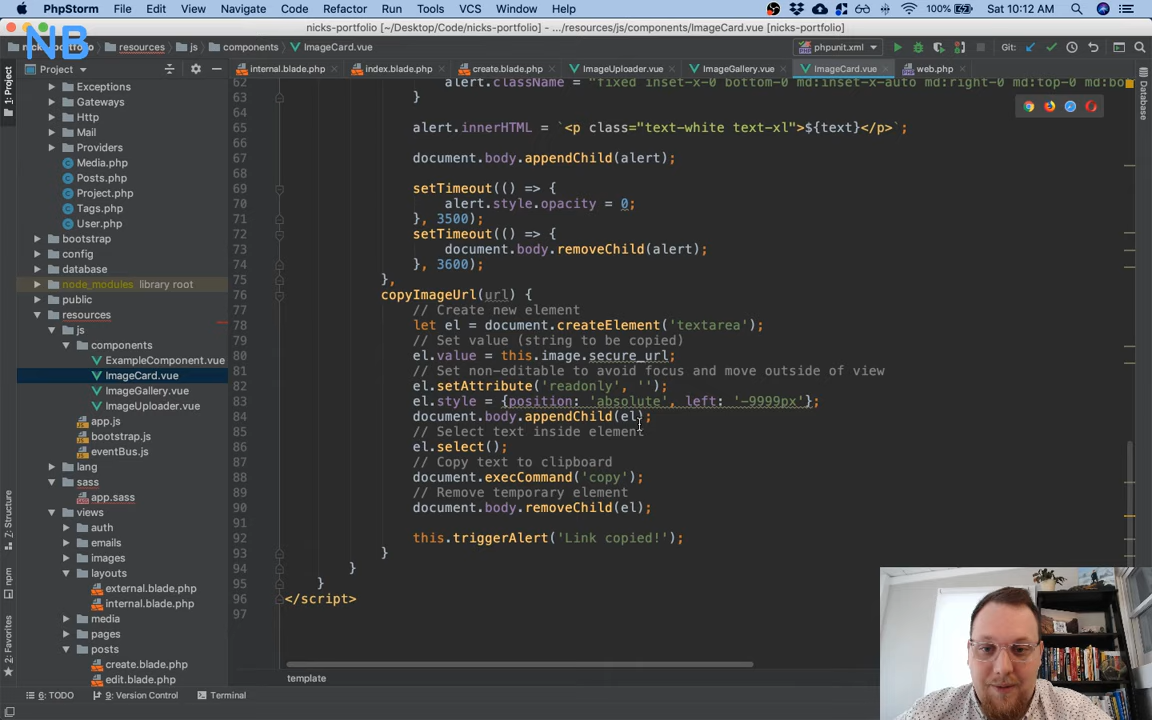 PhpStorm File Edit View Navigate Code Refactor Run Tools VCS Window Help 100% Sat 10:12 AM
nicks-portfolio [~/Desktop/Code/nicks-portfolio] - .../resources/js/components/ImageCard.vue [nicks-portfolio]
resources js components ImageCard.vue phpunit.xml Git:
NB
Project internal.blade.php index.blade.php create.blade.php ImageUploader.vue ImageGallery.vue ImageCard.vue web.php
1: Project
Database
Exceptions
Gateways
Http
Mail
Providers
Media.php
Posts.php
Project.php
Tags.php
User.php
bootstrap
config
database
node_modules library root
public
resources
js
components
ExampleComponent.vue
ImageCard.vue
ImageGallery.vue
ImageUploader.vue
app.js
bootstrap.js
eventBus.js
lang
sass
app.sass
views
auth
emails
images
layouts
external.blade.php
internal.blade.php
media
pages
posts
create.blade.php
edit.blade.php
7: Structure
npm
2: Favorites
62 alert.className = "fixed inset-x-0 bottom-0 md:inset-x-auto md:right-0 md:top-0 md:bo
63 }
64
65 alert.innerHTML = `<p class="text-white text-xl">${text}</p>`;
66
67 document.body.appendChild(alert);
68
69 setTimeout(() => {
70 alert.style.opacity = 0;
71 }, 3500);
72 setTimeout(() => {
73 document.body.removeChild(alert);
74 }, 3600);
75 },
76 copyImageUrl(url) {
77 // Create new element
78 let el = document.createElement('textarea');
79 // Set value (string to be copied)
80 el.value = this.image.secure_url;
81 // Set non-editable to avoid focus and move outside of view
82 el.setAttribute('readonly', '');
83 el.style = {position: 'absolute', left: '-9999px'};
84 document.body.appendChild(el);
85 // Select text inside element
86 el.select();
87 // Copy text to clipboard
88 document.execCommand('copy');
89 // Remove temporary element
90 document.body.removeChild(el);
91
92 this.triggerAlert('Link copied!');
93 }
94 }
95 }
96 </script>
97
template
6: TODO 9: Version Control Terminal